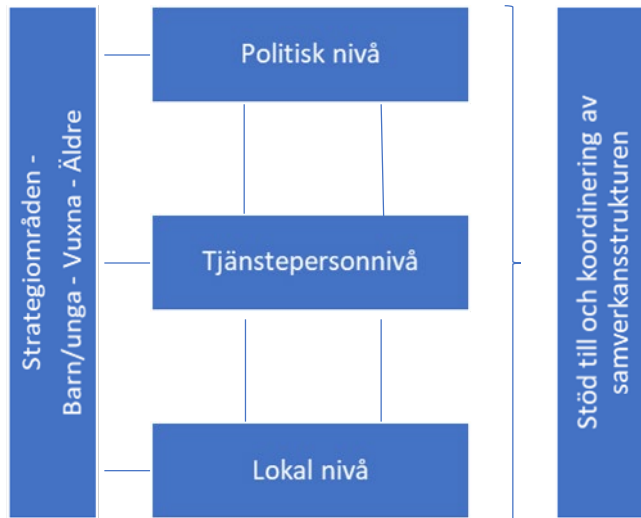 Strategiområden -
Barn/unga - Vuxna - Äldre
Politisk nivå
Tjänstepersonnivå
Lokal nivå
Stöd till och koordinering av
samverkansstrukturen